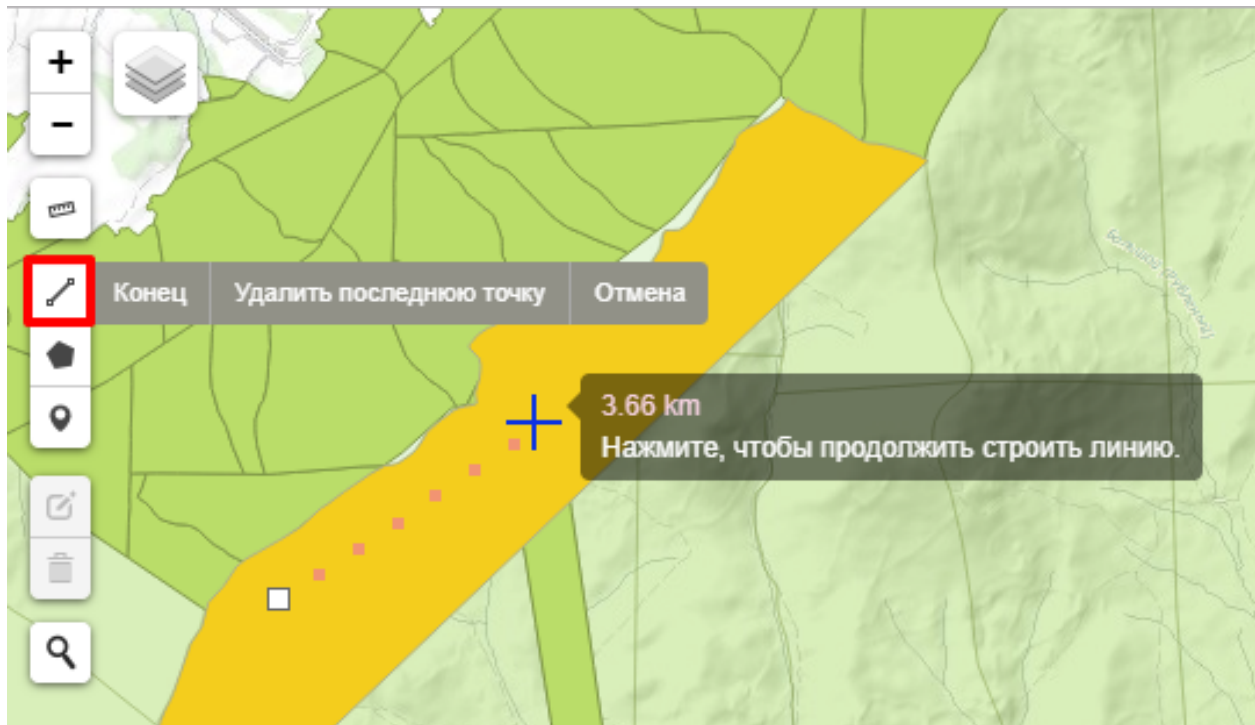 +
−
Конец Удалить последнюю точку Отмена
3.66 km
Нажмите, чтобы продолжить строить линию.